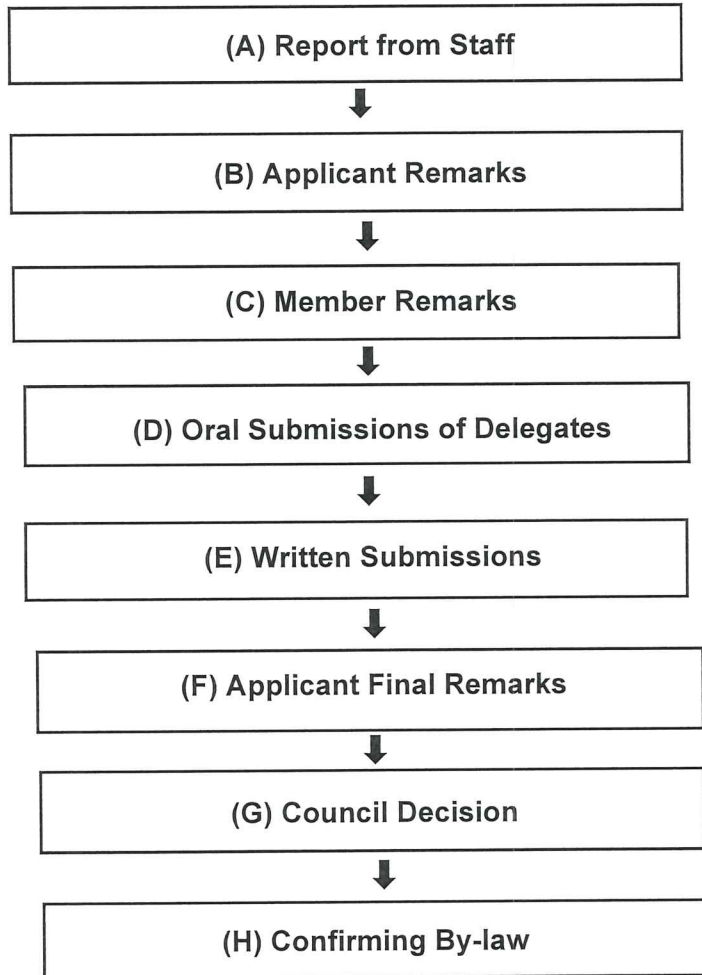 (A) Report from Staff
(B) Applicant Remarks
(C) Member Remarks
(D) Oral Submissions of Delegates
(E) Written Submissions
(F) Applicant Final Remarks
(G) Council Decision
(H) Confirming By-law